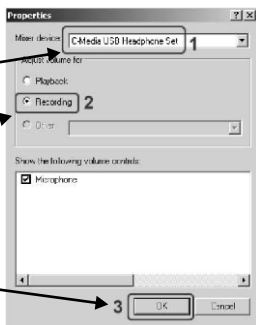 Properties
Mixer device: C-Media USB Headphone Set 1
Adjust volume for
Playback
Recording 2
Other
Show the following volume controls:
Microphone
3 OK Cancel